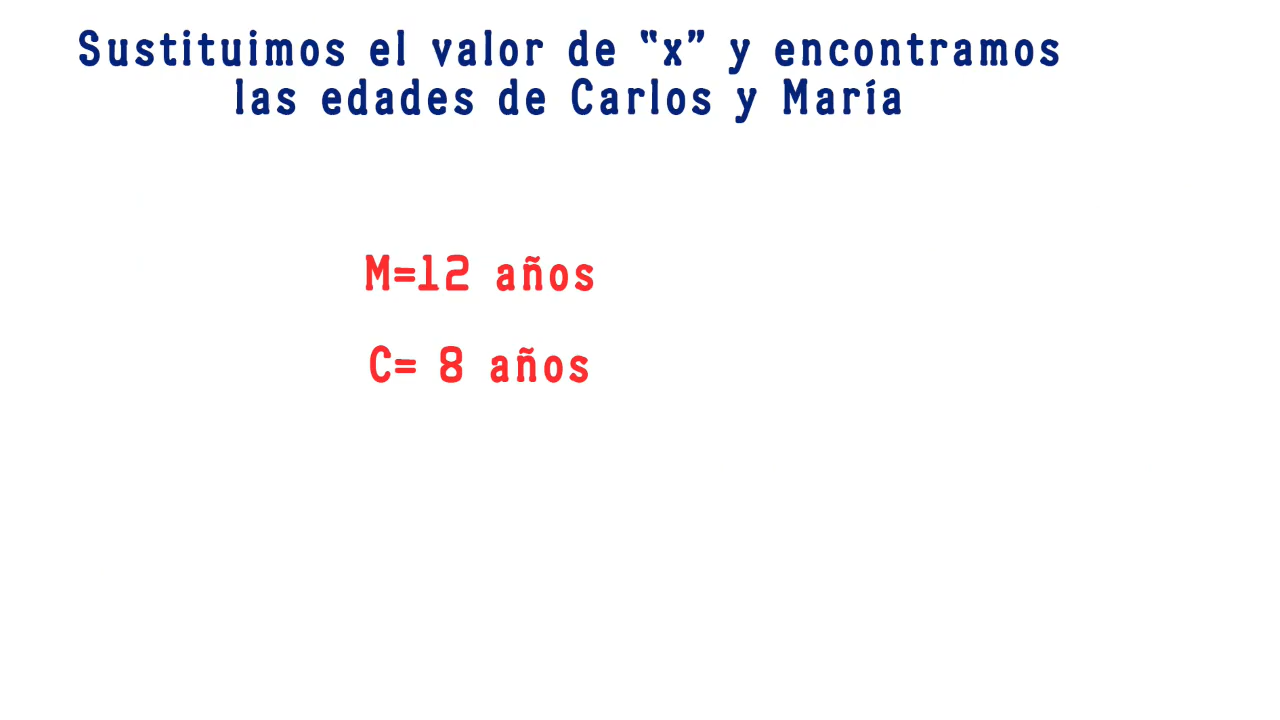 Sustituimos el valor de “x” y encontramos
las edades de Carlos y María
M=12 años
C= 8 años